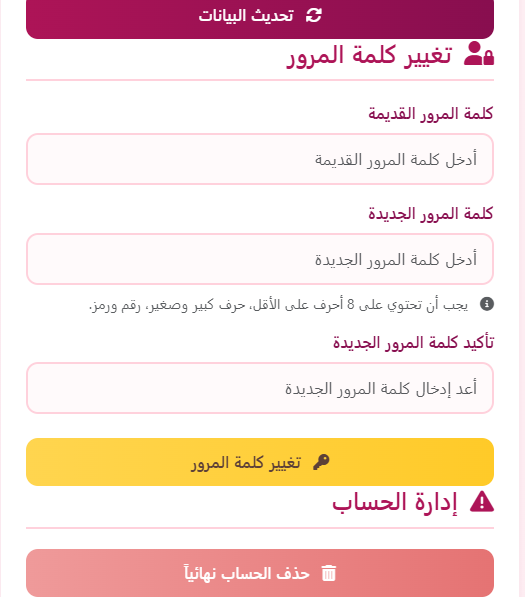 تحديث البيانات
تغيير كلمة المرور
كلمة المرور القديمة
أدخل كلمة المرور القديمة
كلمة المرور الجديدة
أدخل كلمة المرور الجديدة
يجب أن تحتوي على 8 أحرف على الأقل، حرف كبير وصغير، رقم ورمز.
تأكيد كلمة المرور الجديدة
أعد إدخال كلمة المرور الجديدة
تغيير كلمة المرور
إدارة الحساب
حذف الحساب نهائياً